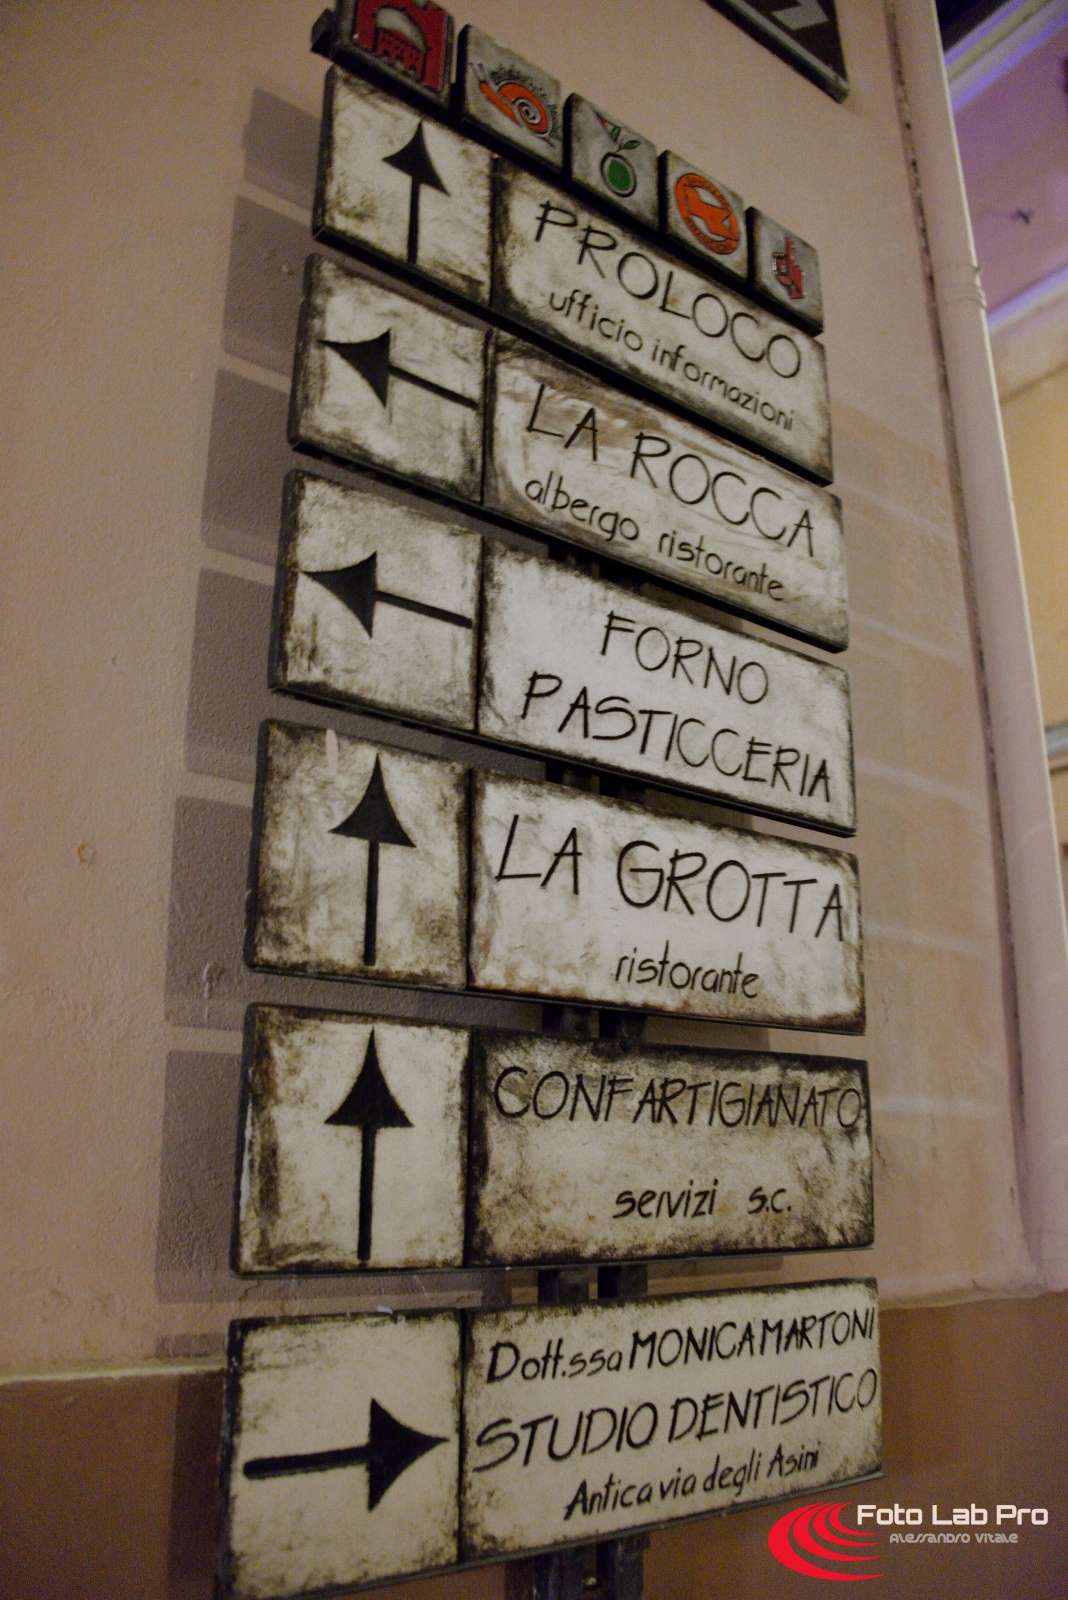 PROLOCO
ufficio informazioni
LA ROCCA
albergo ristorante
FORNO
PASTICCERIA
LA GROTTA
ristorante
CONFARTIGIANATO
servizi s.c.
Dott.ssa MONICA MARTONI
STUDIO DENTISTICO
Antica via degli Asini
Foto Lab Pro
Alessandro Vitale